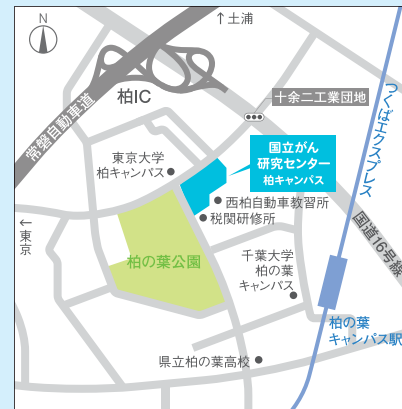 N
↑土浦
柏IC
常磐自動車道
十余二工業団地
つくばエクスプレス
国立がん
研究センター
柏キャンパス
東京大学
柏キャンパス
西柏自動車教習所
税関研修所
←東京
国道16号線
柏の葉公園
千葉大学
柏の葉
キャンパス
柏の葉
キャンパス駅
県立柏の葉高校